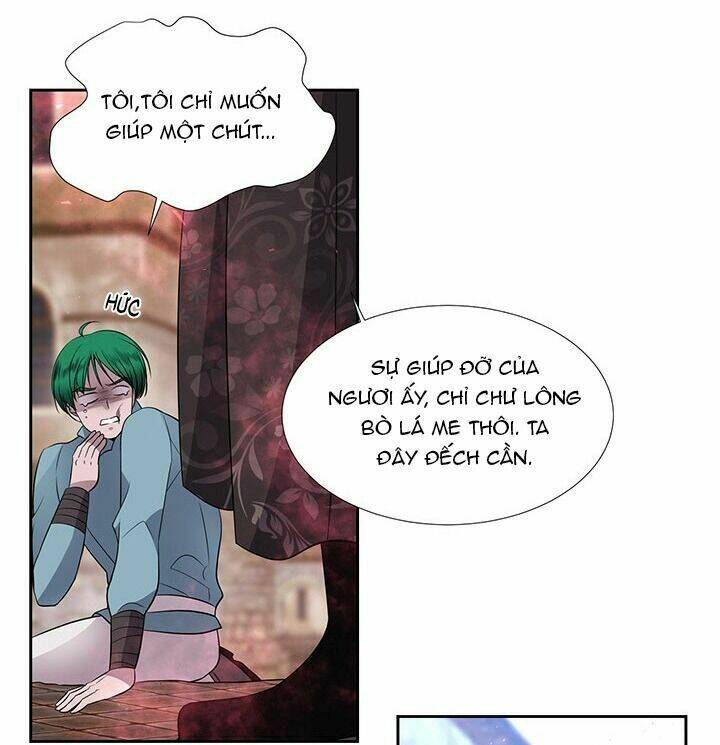 TÔI,TÔI CHỈ MUỐN
GIÚP MỘT CHÚT...
HỨC
SỰ GIÚP ĐỠ CỦA
NGƯƠI ẤY, CHỈ CHƯ LÔNG
BÒ LÁ ME THÔI. TA
ĐÂY ĐẾCH CẦN.